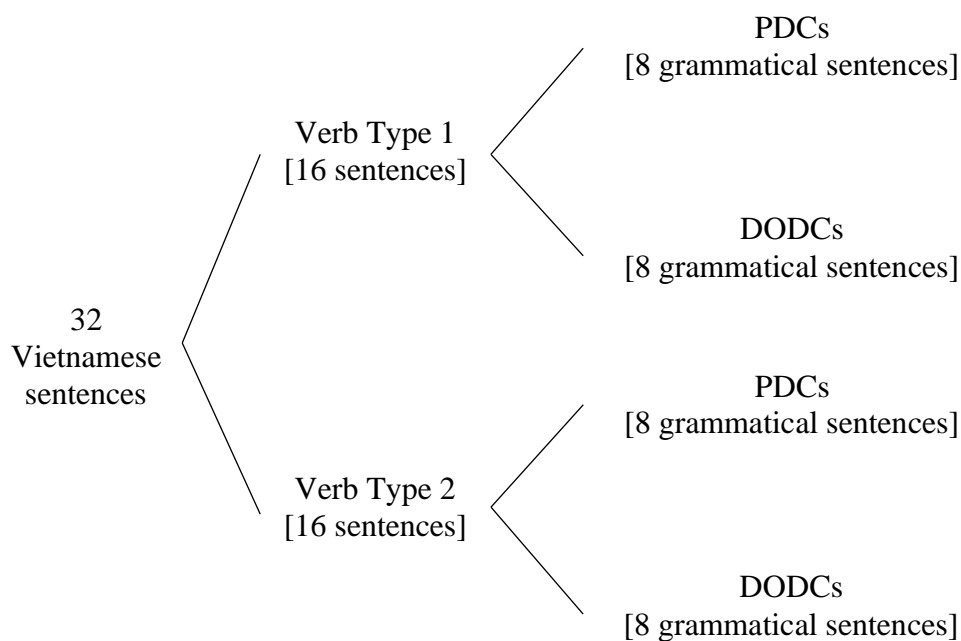 PDCs
[8 grammatical sentences]
Verb Type 1
[16 sentences]
DODCs
[8 grammatical sentences]
32
Vietnamese
sentences
PDCs
[8 grammatical sentences]
Verb Type 2
[16 sentences]
DODCs
[8 grammatical sentences]